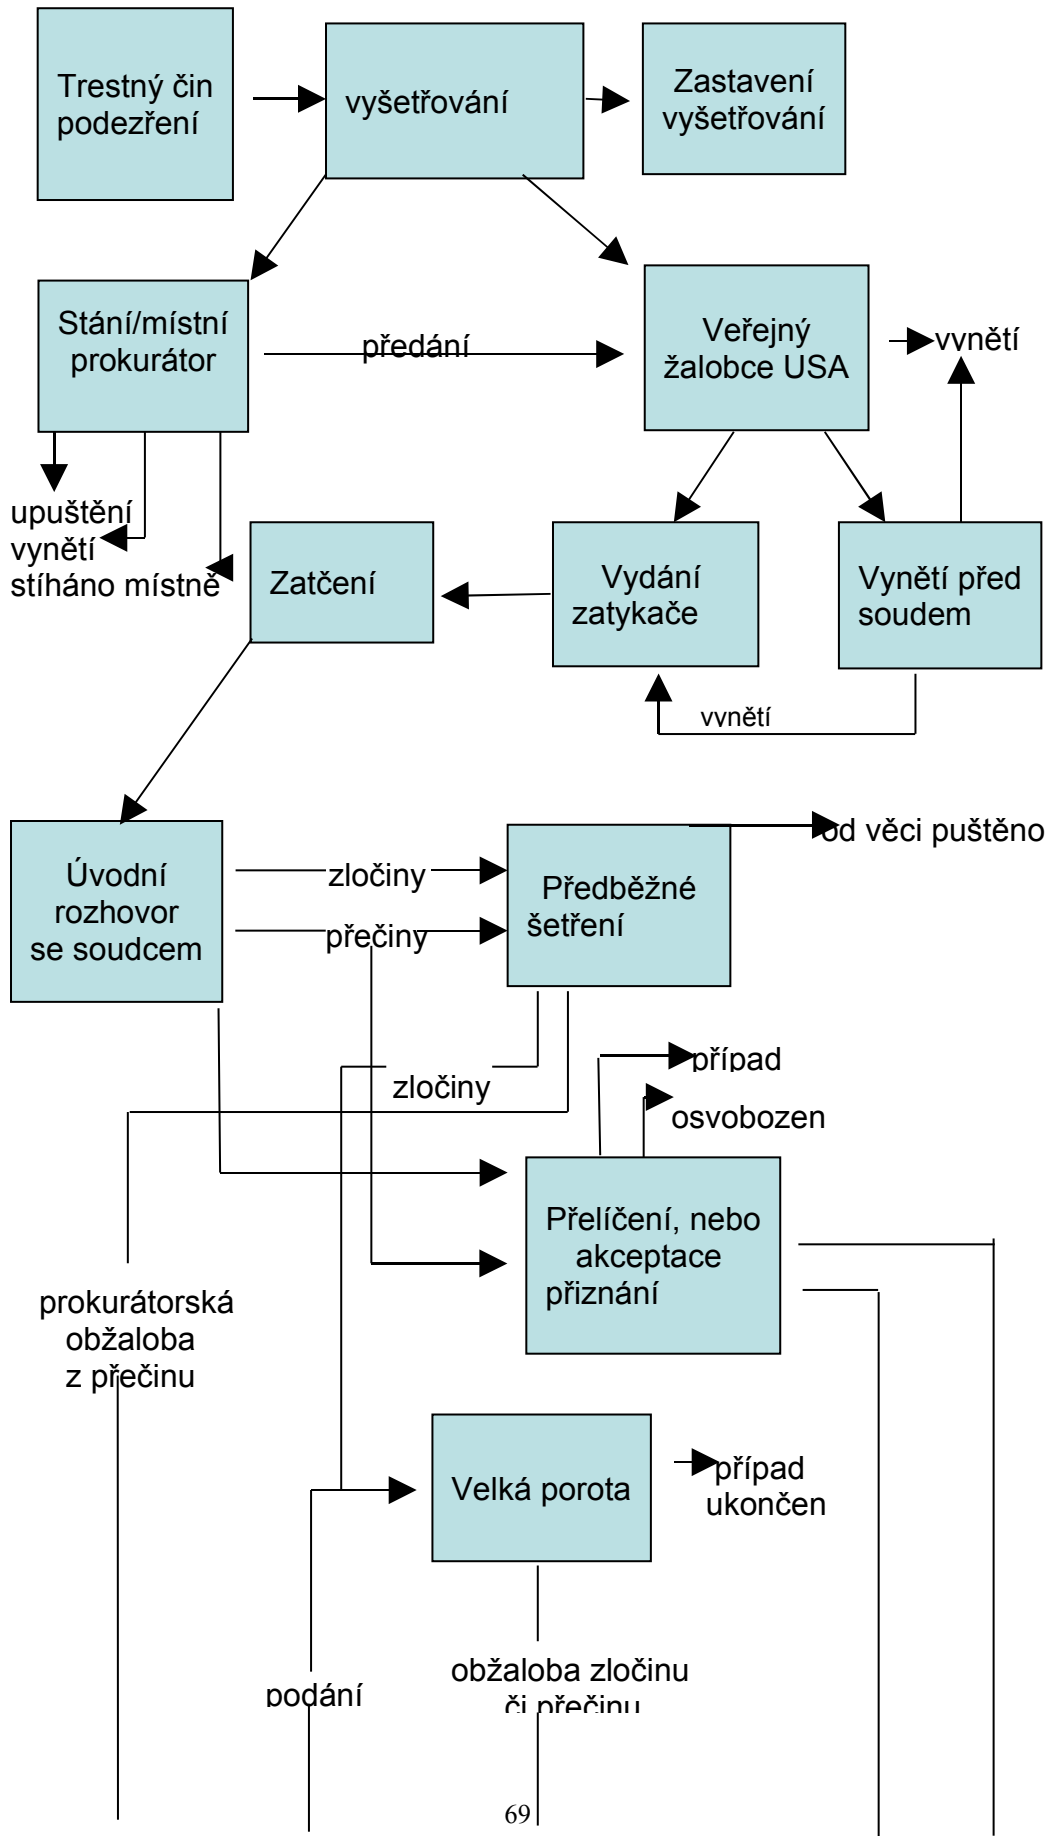 Trestný čin
podezření
vyšetřování
Zastavení
vyšetřování
Stání/místní
prokurátor
předání
Veřejný
žalobce USA
vynětí
upuštění
vynětí
stíháno místně
Zatčení
Vydání
zatykače
Vynětí před
soudem
vynětí
Úvodní
rozhovor
se soudcem
zločiny
přečiny
Předběžné
šetření
od věci puštěno
zločiny
případ
osvobozen
Přelíčení, nebo
akceptace
přiznání
prokurátorská
obžaloba
z přečinu
Velká porota
případ
ukončen
podání
obžaloba zločinu
či přečinu
69